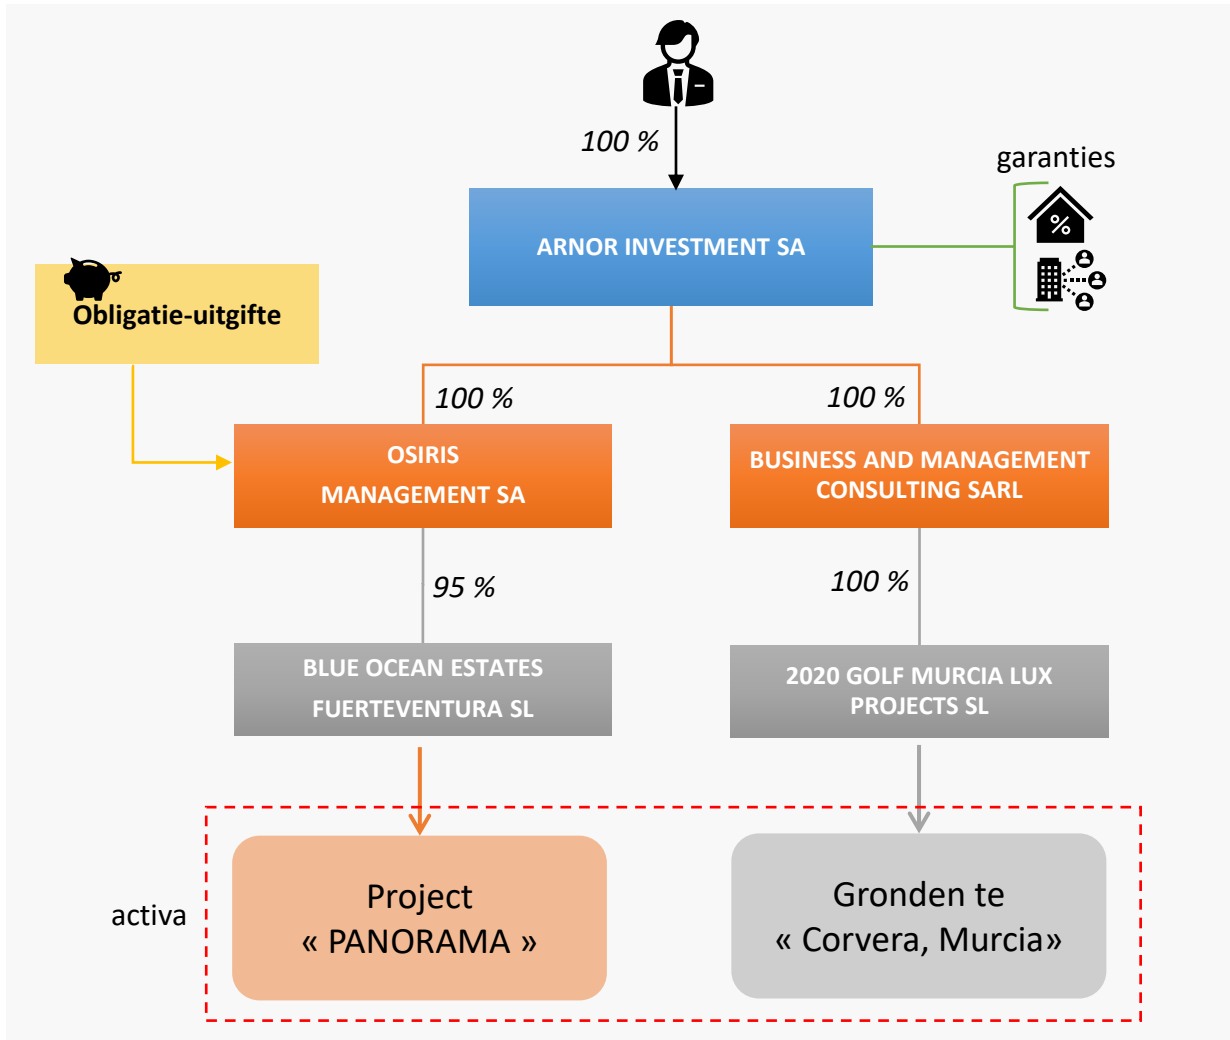 100 %
garanties
%
ARNOR INVESTMENT SA
Obligatie-uitgifte
100 %
100 %
OSIRIS
MANAGEMENT SA
BUSINESS AND MANAGEMENT
CONSULTING SARL
95 %
100 %
BLUE OCEAN ESTATES
FUERTEVENTURA SL
2020 GOLF MURCIA LUX
PROJECTS SL
activa
Project
« PANORAMA »
Gronden te
« Corvera, Murcia»